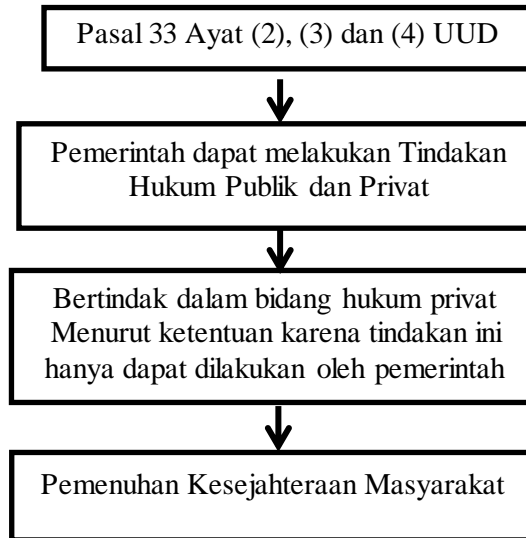 Pasal 33 Ayat (2), (3) dan (4) UUD
Pemerintah dapat melakukan Tindakan
Hukum Publik dan Privat
Bertindak dalam bidang hukum privat
Menurut ketentuan karena tindakan ini
hanya dapat dilakukan oleh pemerintah
Pemenuhan Kesejahteraan Masyarakat